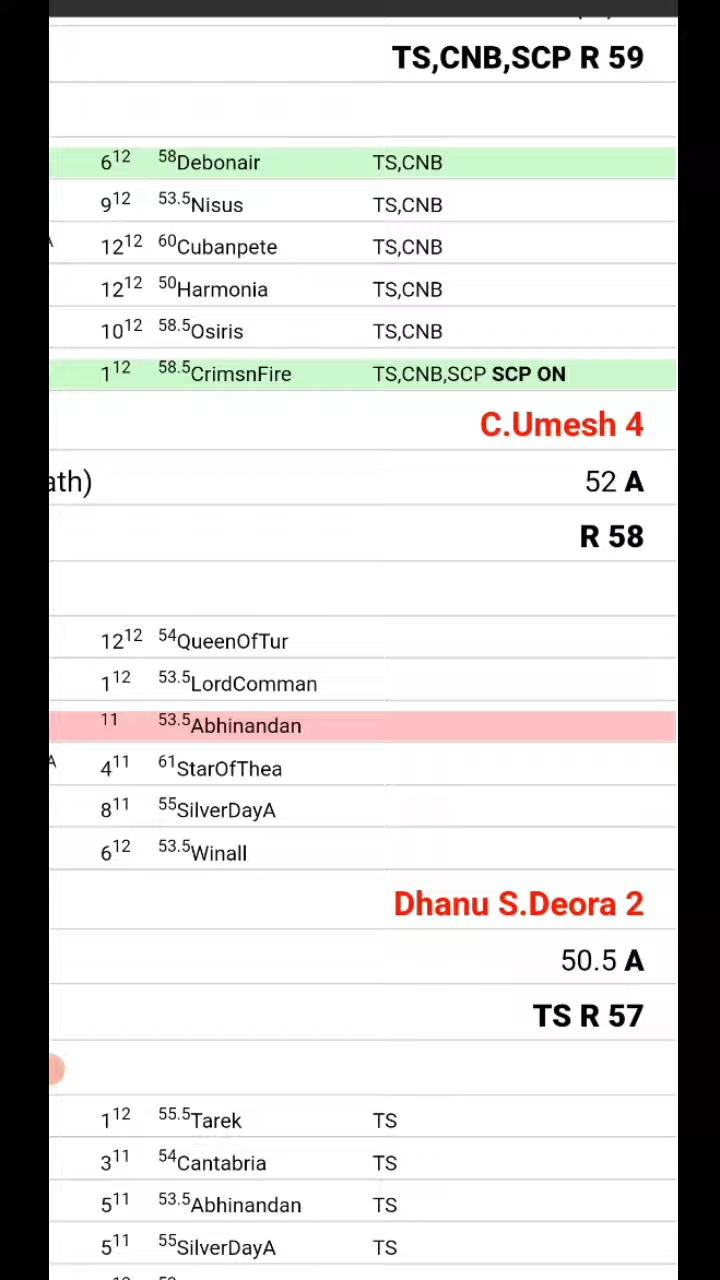 TS,CNB,SCP R 59
6¹² ⁵⁸Debonair TS,CNB
9¹² ⁵³·⁵Nisus TS,CNB
12¹² ⁶⁰Cubanpete TS,CNB
12¹² ⁵⁰Harmonia TS,CNB
10¹² ⁵⁸·⁵Osiris TS,CNB
1¹² ⁵⁸·⁵CrimsnFire TS,CNB,SCP SCP ON
C.Umesh 4
ath) 52 A
R 58
12¹² ⁵⁴QueenOfTur
1¹² ⁵³·⁵LordComman
¹¹ ⁵³·⁵Abhinandan
A 4¹¹ ⁶¹StarOfThea
8¹¹ ⁵⁵SilverDayA
6¹² ⁵³·⁵Winall
Dhanu S.Deora 2
50.5 A
TS R 57
1¹² ⁵⁵·⁵Tarek TS
3¹¹ ⁵⁴Cantabria TS
5¹¹ ⁵³·⁵Abhinandan TS
5¹¹ ⁵⁵SilverDayA TS